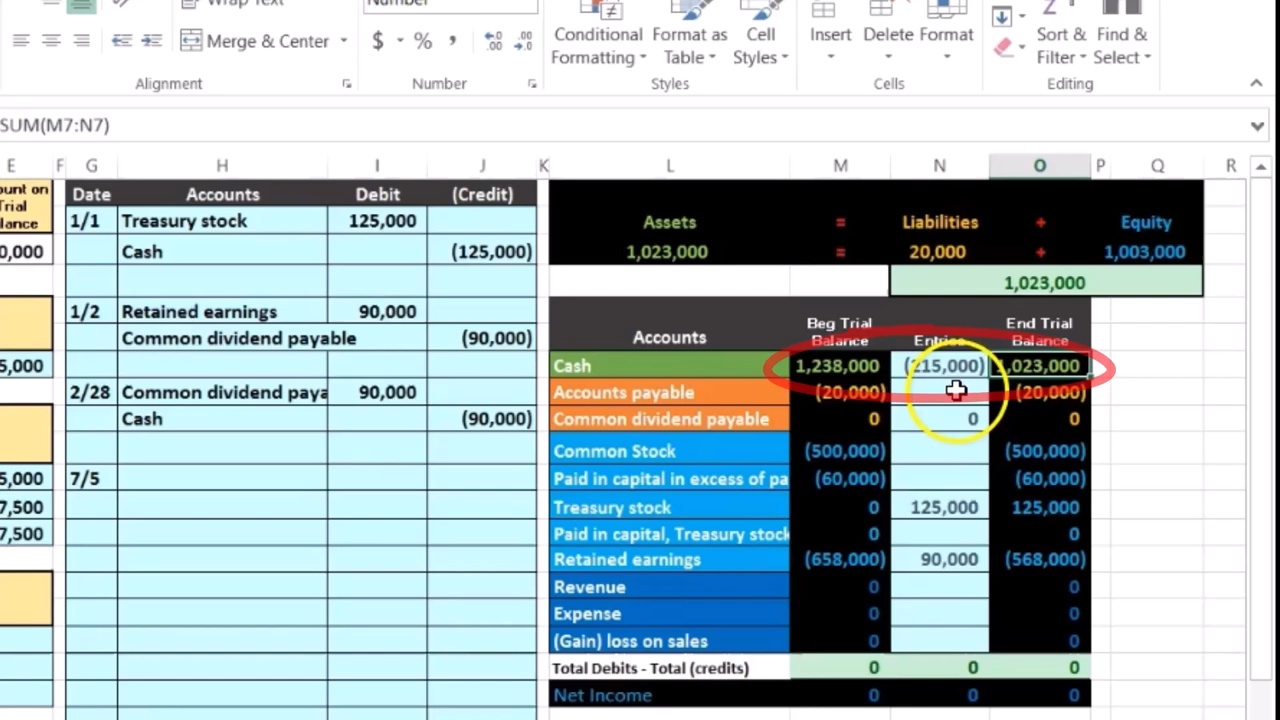 Wrap Text
Number
Merge & Center
$ % ,
Conditional Formatting
Format as Table
Cell Styles
Insert
Delete
Format
Sort & Filter
Find & Select
Alignment
Number
Styles
Cells
Editing
SUM(M7:N7)
E F G H I J K L M N O P Q R
Date Accounts Debit (Credit)
1/1 Treasury stock 125,000
Cash (125,000)
1/2 Retained earnings 90,000
Common dividend payable (90,000)
2/28 Common dividend paya 90,000
Cash (90,000)
7/5
Assets = Liabilities + Equity
1,023,000 = 20,000 + 1,003,000
1,023,000
Accounts Beg Trial Balance Entries End Trial Balance
Cash 1,238,000 (215,000) 1,023,000
Accounts payable (20,000) (20,000)
Common dividend payable 0 0 0
Common Stock (500,000) (500,000)
Paid in capital in excess of pa (60,000) (60,000)
Treasury stock 0 125,000 125,000
Paid in capital, Treasury stock 0 0
Retained earnings (658,000) 90,000 (568,000)
Revenue 0 0
Expense 0 0
(Gain) loss on sales 0 0
Total Debits - Total (credits) 0 0 0
Net Income 0 0 0